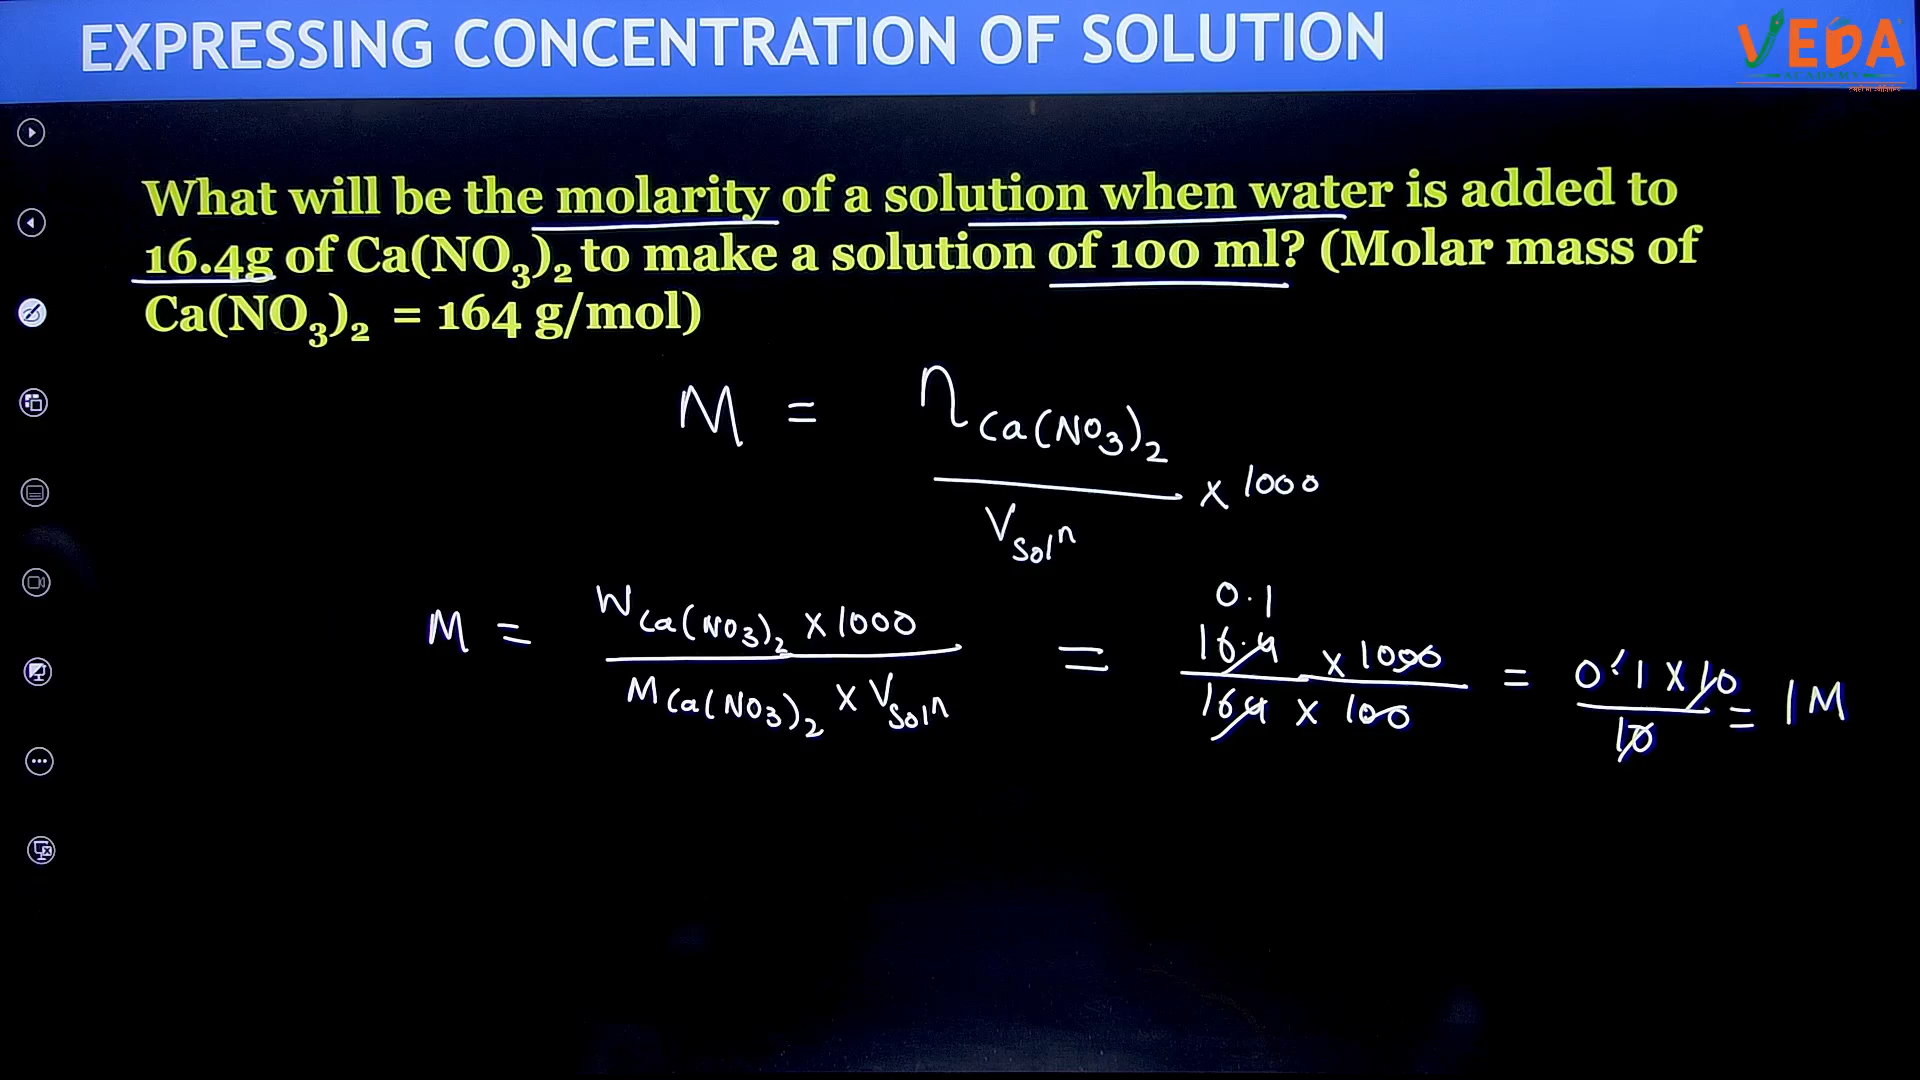 EXPRESSING CONCENTRATION OF SOLUTION
VEDA
ACADEMY
What will be the molarity of a solution when water is added to
16.4g of Ca(NO₃)₂ to make a solution of 100 ml? (Molar mass of
Ca(NO₃)₂ = 164 g/mol)
M = n Ca(NO₃)₂ / V solⁿ × 1000
0.1
M = W Ca(NO₃)₂ × 1000 / M Ca(NO₃)₂ × V solⁿ = 16.4 × 1000 / 164 × 100 = 0.1 × 10 / 10 = 1M